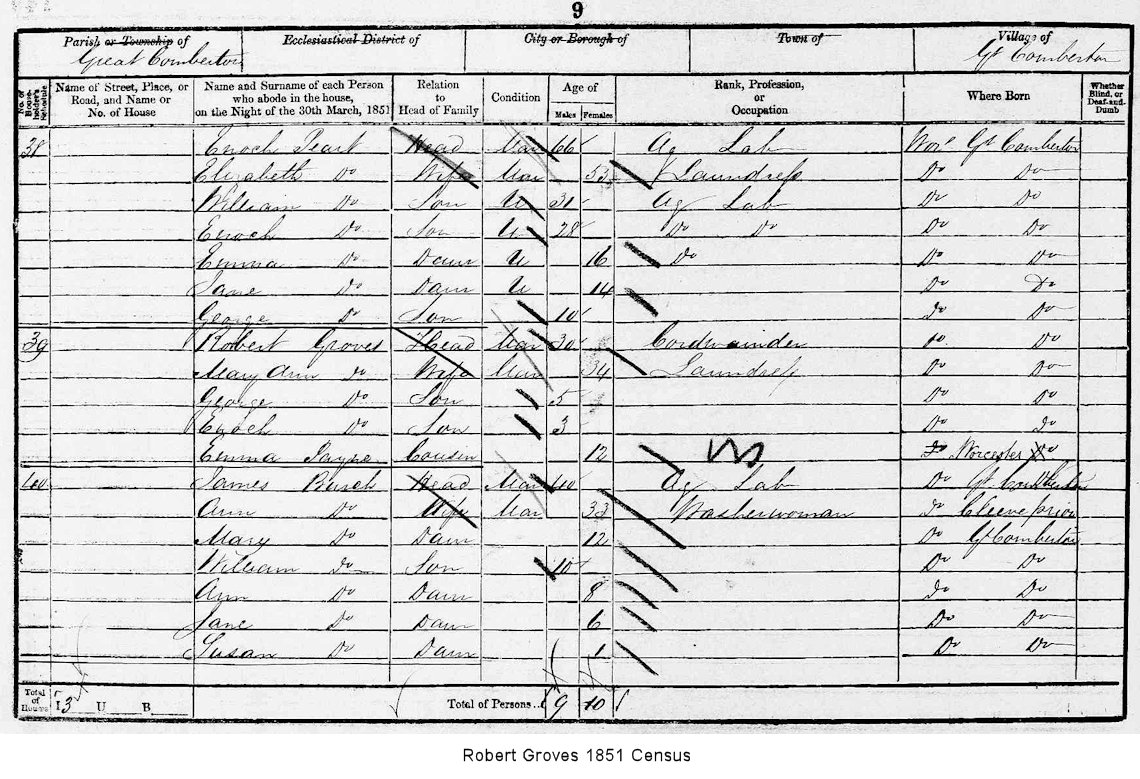 9
Parish or Township of Ecclesiastical District of City or Borough of Town of Village of
Great Comberton Gt Comberton
No. of Householder's Schedule Name of Street, Place, or Road, and Name or No. of House Name and Surname of each Person who abode in the house, on the Night of the 30th March, 1851 Relation to Head of Family Condition Age of Males Females Rank, Profession, or Occupation Where Born Whether Blind, or Deaf-and-Dumb
38 Enoch Peart Head Mar 66 Ag Lab Wor Gt Comberton
Elizabeth Do Wife Mar 53 Laundress Do Do
William Do Son U 31 Ag Lab Do Do
Enoch Do Son U 28 Do Do Do Do
Emma Do Daur U 16 Do Do Do
Jane Do Daur U 14 Do Do
George Do Son 10 do Do
39 Robert Groves Head Mar 30 Cordwainder Do Do
Mary Ann do Wife Mar 34 Laundress Do Do
George Do Son 5 Do Do
Enoch Do Son 3 Do do
Emma Payne Cousin 12 do Worcester Do
40 James Head Mar 40 Ag Lab Do Gt Comberton
Ann Do Wife Mar 33 Washerwoman do Cleeve prior
Mary Do Daur 12 Do Gt Comberton
William do Son 10 Do Do
Ann Do Daur 8 do Do
Jane Do Daur 6 Do Do
Susan Do Daur 1 Do Do
Total of Houses I 3 U B Total of Persons 9 10
Robert Groves 1851 Census